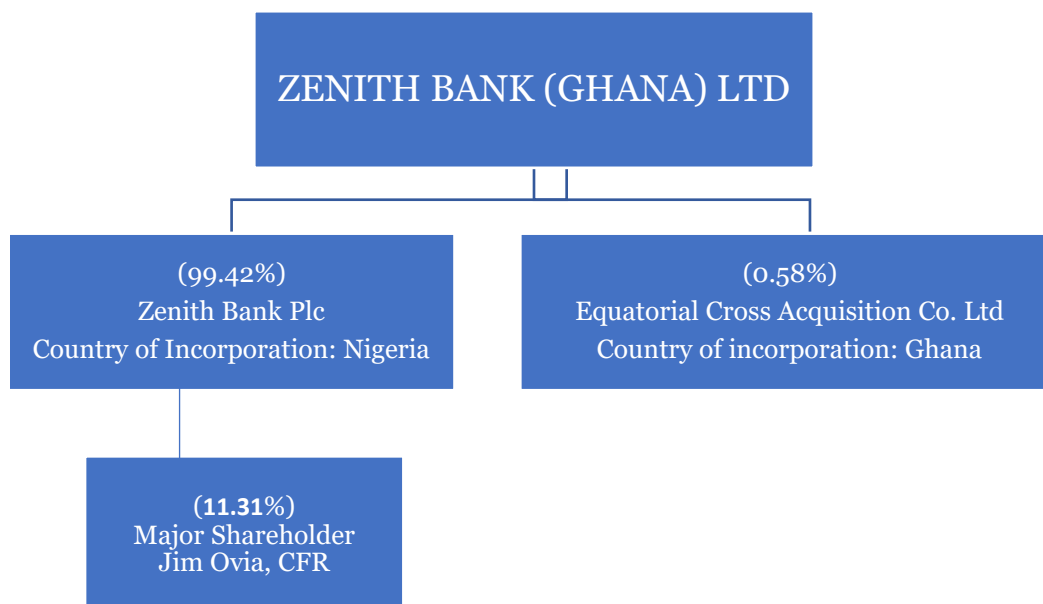 ZENITH BANK (GHANA) LTD
(99.42%)
Zenith Bank Plc
Country of Incorporation: Nigeria
(0.58%)
Equatorial Cross Acquisition Co. Ltd
Country of incorporation: Ghana
(11.31%)
Major Shareholder
Jim Ovia, CFR